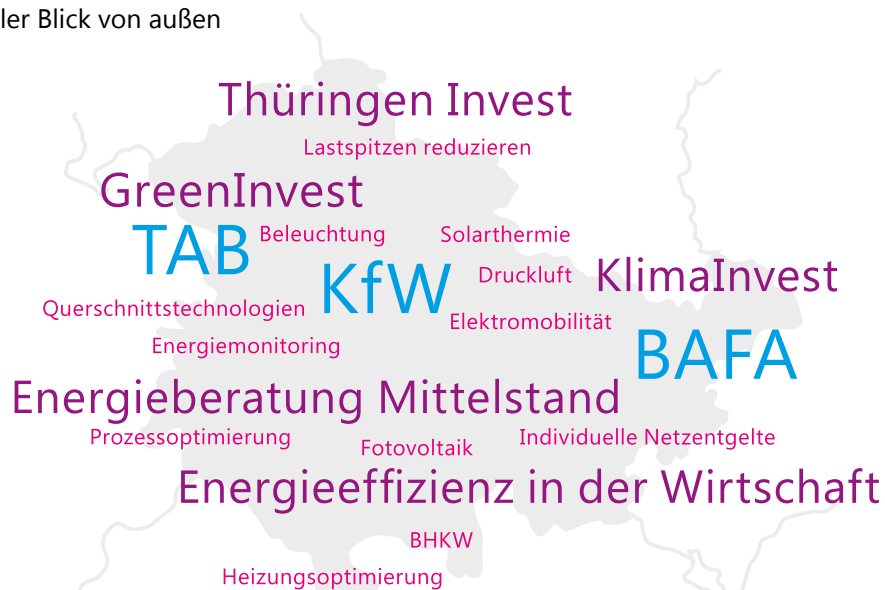 ler Blick von außen
Thüringen Invest
Lastspitzen reduzieren
GreenInvest
TAB
Beleuchtung
Solarthermie
KfW
Druckluft
KlimaInvest
Querschnittstechnologien
Elektromobilität
Energiemonitoring
BAFA
Energieberatung Mittelstand
Prozessoptimierung
Fotovoltaik
Individuelle Netzentgelte
Energieeffizienz in der Wirtschaft
BHKW
Heizungsoptimierung